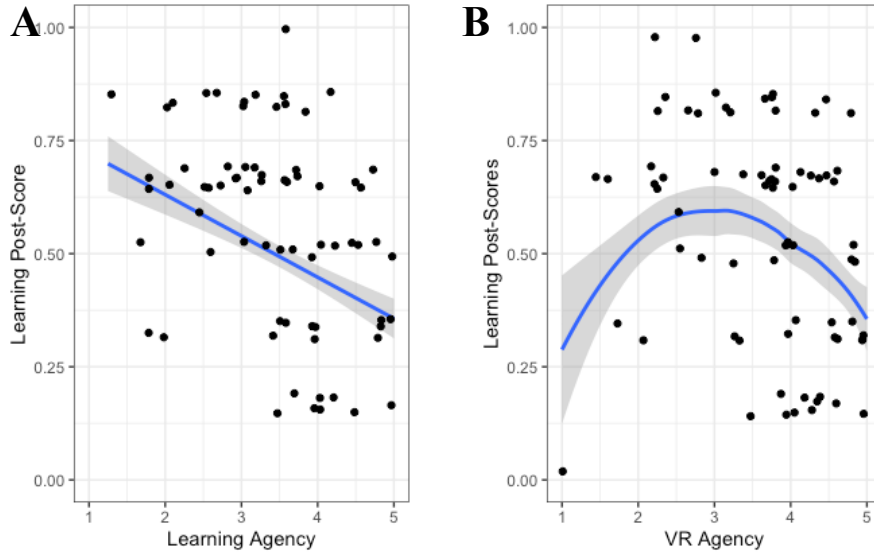 A
Learning Post-Score
1.00
0.75
0.50
0.25
0.00
1 2 3 4 5
Learning Agency
B
Learning Post-Scores
1.00
0.75
0.50
0.25
0.00
1 2 3 4 5
VR Agency